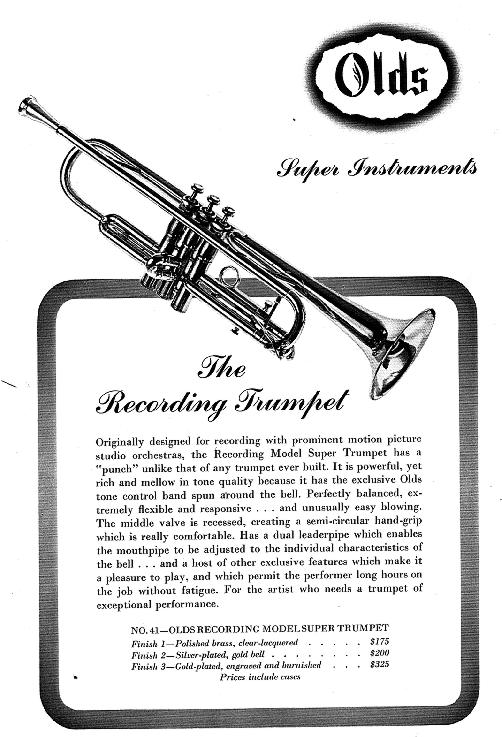 Olds
Super Instruments
The
Recording Trumpet
Originally designed for recording with prominent motion picture
studio orchestras, the Recording Model Super Trumpet has a
"punch" unlike that of any trumpet ever built. It is powerful, yet
rich and mellow in tone quality because it has the exclusive Olds
tone control band spun around the bell. Perfectly balanced, ex-
tremely flexible and responsive . . . and unusually easy blowing.
The middle valve is recessed, creating a semi-circular hand-grip
which is really comfortable. Has a dual leaderpipe which enables
the mouthpipe to be adjusted to the individual characteristics of
the bell . . . and a host of other exclusive features which make it
a pleasure to play, and which permit the performer long hours on
the job without fatigue. For the artist who needs a trumpet of
exceptional performance.
NO. 41—OLDS RECORDING MODEL SUPER TRUMPET
Finish 1—Polished brass, clear-lacquered . . . . . $175
Finish 2—Silver-plated, gold bell . . . . . . . . $200
Finish 3—Gold-plated, engraved and burnished . . . $325
Prices include cases